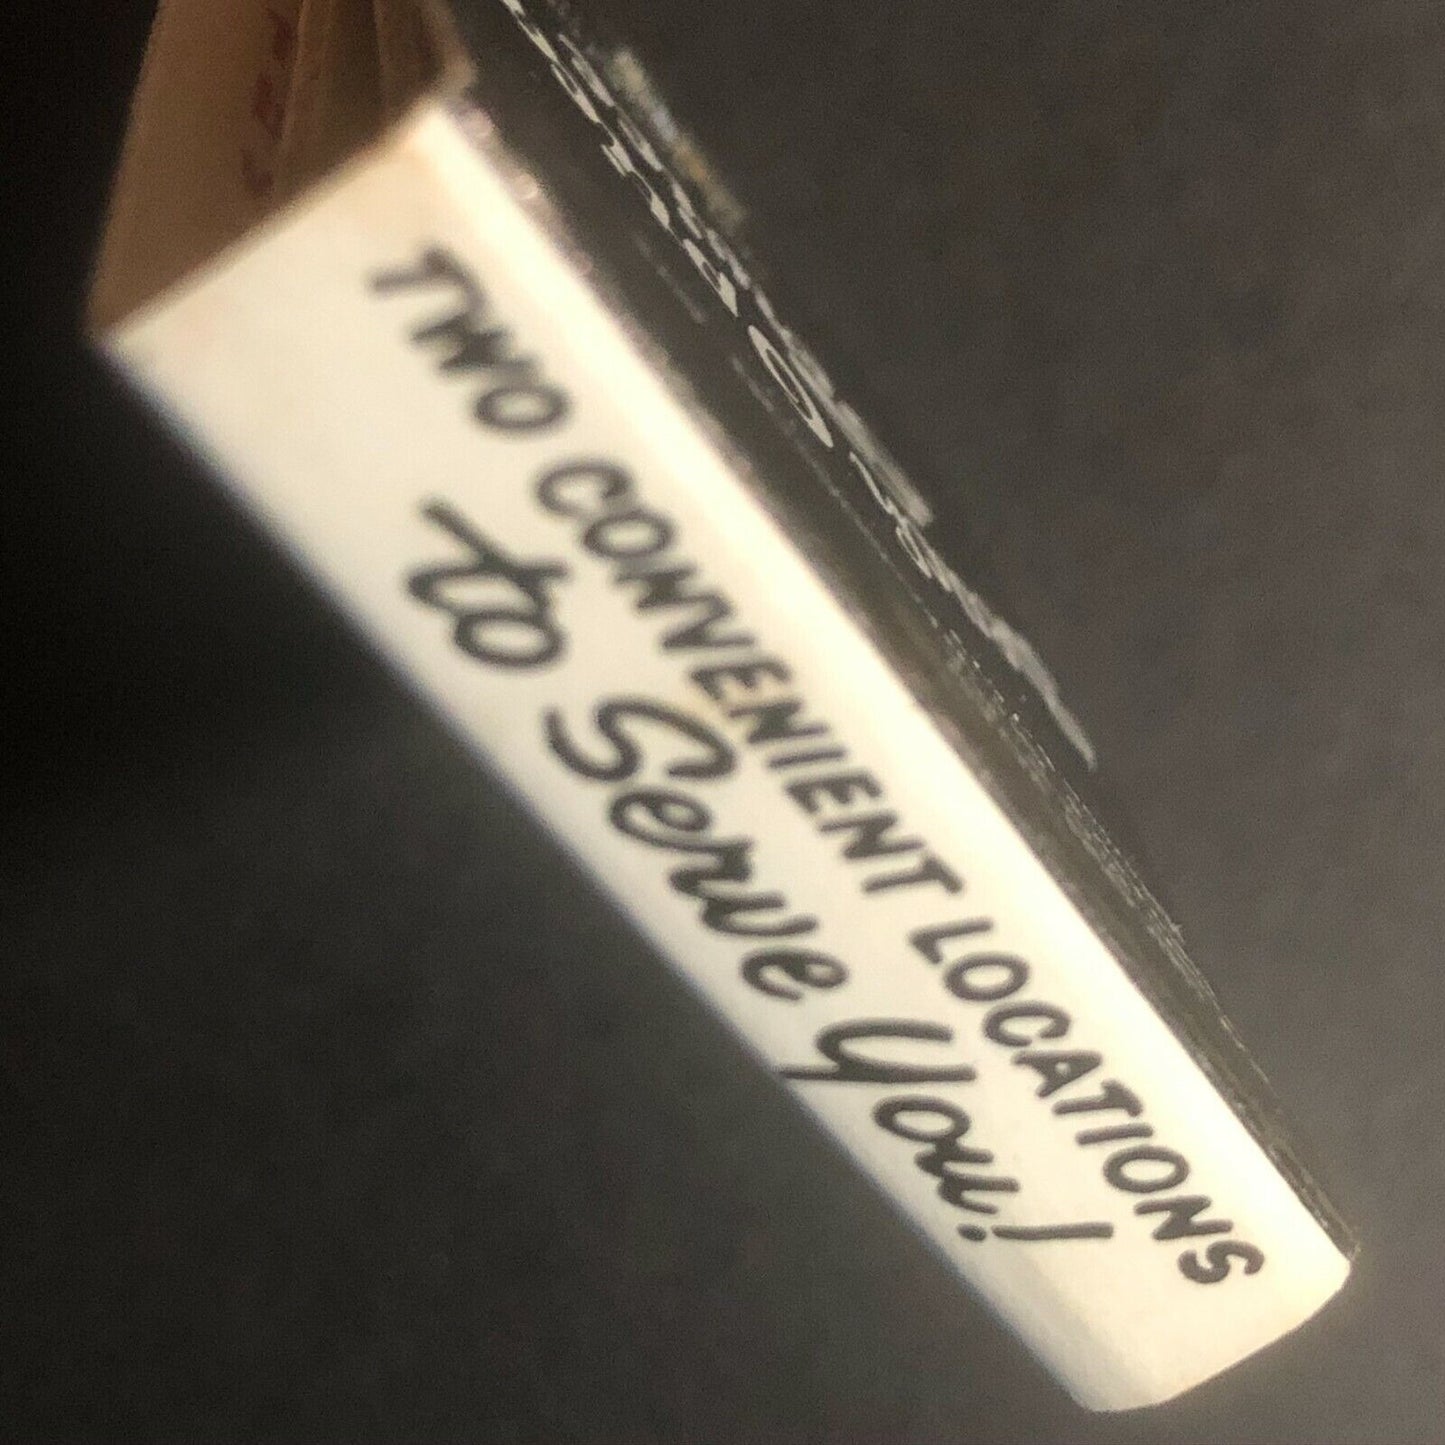 TWO CONVENIENT LOCATIONS
to Serve You!